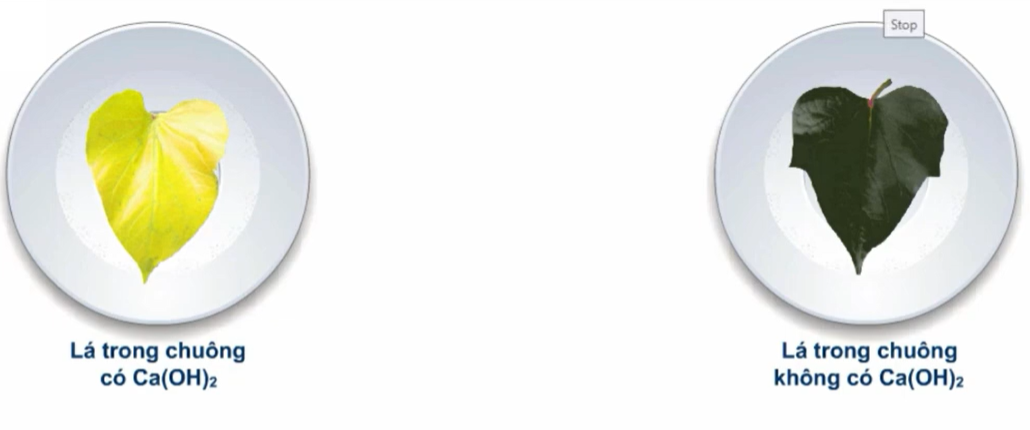 Stop
Lá trong chuông
có Ca(OH)₂
Lá trong chuông
không có Ca(OH)₂